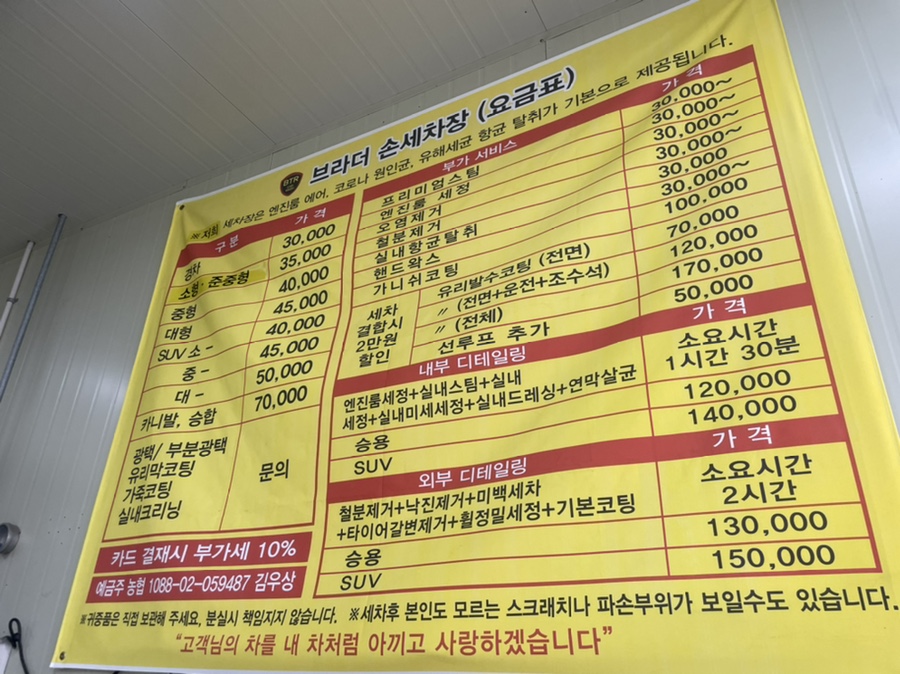 BTR
브라더 손세차장 (요금표)
※ 저희 세차장은 엔진룸 에어, 코로나 원인균, 유해세균 항균 탈취가 기본으로 제공됩니다.
구분 가격
경차 30,000
소형· 준중형 35,000
중형 40,000
대형 45,000
SUV 소- 40,000
중- 45,000
대- 50,000
카니발, 승합 70,000
광택/ 부분광택
유리막코팅
가죽코팅
실내크리닝
문의
카드 결재시 부가세 10%
예금주 농협 1088-02-059487 김우상
부가 서비스 가격
프리미엄스팀 30,000~
엔진룸 세정 30,000~
오염제거 30,000~
철분제거 30,000~
실내항균탈취 30,000
핸드왁스 30,000~
가니쉬코팅 100,000
세차
결합시
2만원
할인
유리발수코팅 (전면) 70,000
〃 (전면+운전+조수석) 120,000
〃 (전체) 170,000
선루프 추가 50,000
내부 디테일링 가격
엔진룸세정+실내스팀+실내
세정+실내미세세정+실내드레싱+연막살균
소요시간
1시간 30분
승용 120,000
SUV 140,000
외부 디테일링 가격
철분제거+낙진제거+미백세차
+타이어갈변제거+휠정밀세정+기본코팅
소요시간
2시간
승용 130,000
SUV 150,000
※귀중품은 직접 보관해 주세요, 분실시 책임지지 않습니다. ※세차후 본인도 모르는 스크래치나 파손부위가 보일수도 있습니다.
“고객님의 차를 내 차처럼 아끼고 사랑하겠습니다”